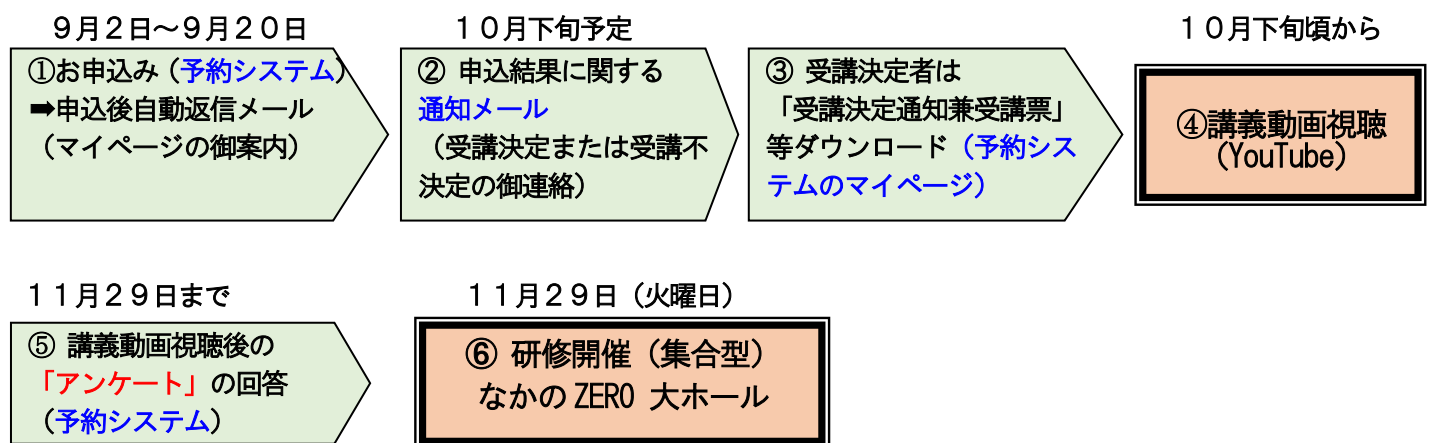 ９月２日～９月２０日
①お申込み（予約システム）
➡申込後自動返信メール
（マイページの御案内）
１０月下旬予定
② 申込結果に関する
通知メール
（受講決定または受講不
決定の御連絡）
③ 受講決定者は
「受講決定通知兼受講票」
等ダウンロード（予約シス
テムのマイページ）
１０月下旬頃から
④講義動画視聴
（YouTube）
１１月２９日まで
⑤ 講義動画視聴後の
「アンケート」の回答
（予約システム）
１１月２９日（火曜日）
⑥ 研修開催（集合型）
なかの ZERO 大ホール